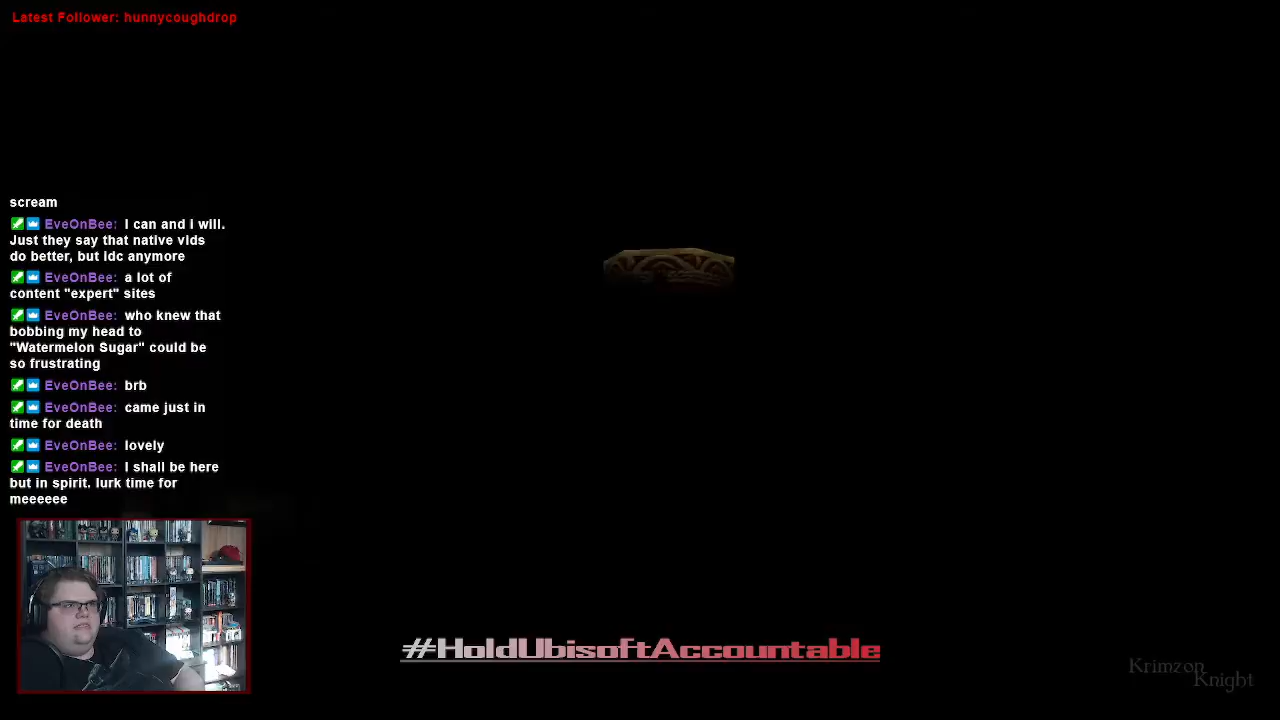 Latest Follower: hunnycoughdrop
scream
EveOnBee: I can and I will.
Just they say that native vids
do better, but Idc anymore
EveOnBee: a lot of
content "expert" sites
EveOnBee: who knew that
bobbing my head to
"Watermelon Sugar" could be
so frustrating
EveOnBee: brb
EveOnBee: came just in
time for death
EveOnBee: lovely
EveOnBee: I shall be here
but in spirit. lurk time for
meeeeee
#HoldUbisoftAccountable
Krimzon
Knight